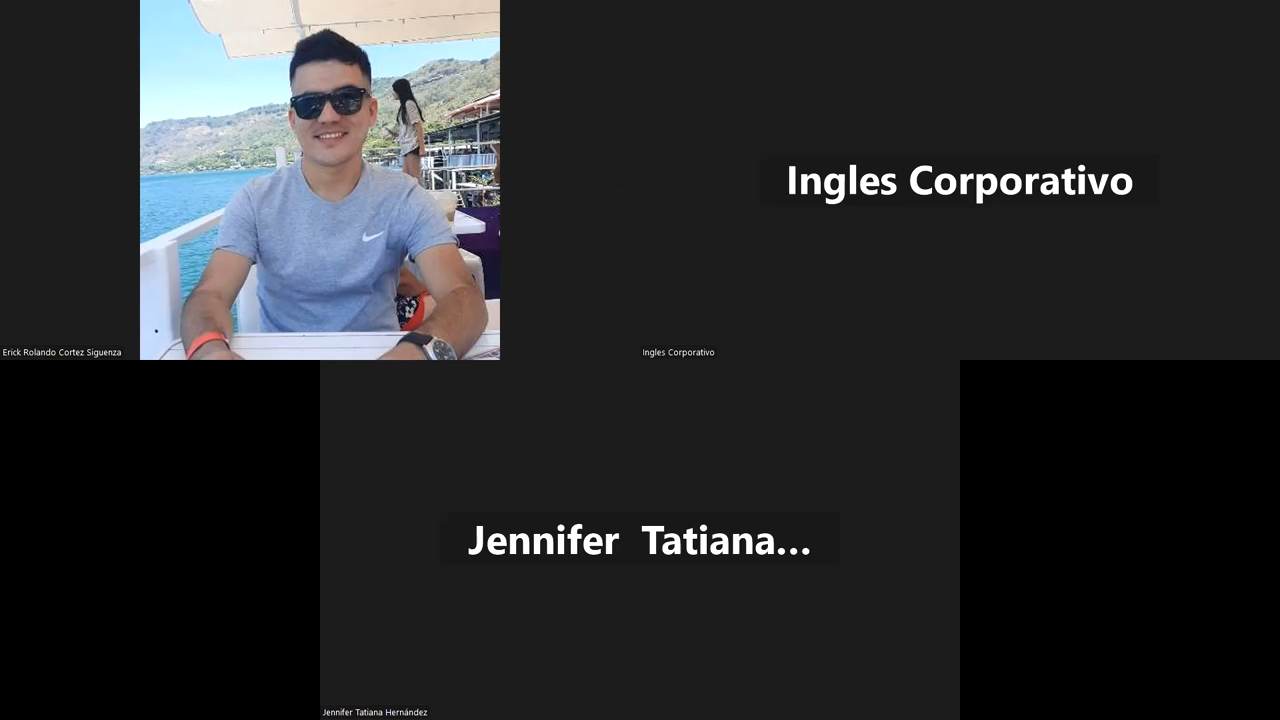 Ingles Corporativo
Erick Rolando Cortez Siguenza
Ingles Corporativo
Jennifer Tatiana...
Jennifer Tatiana Hernández